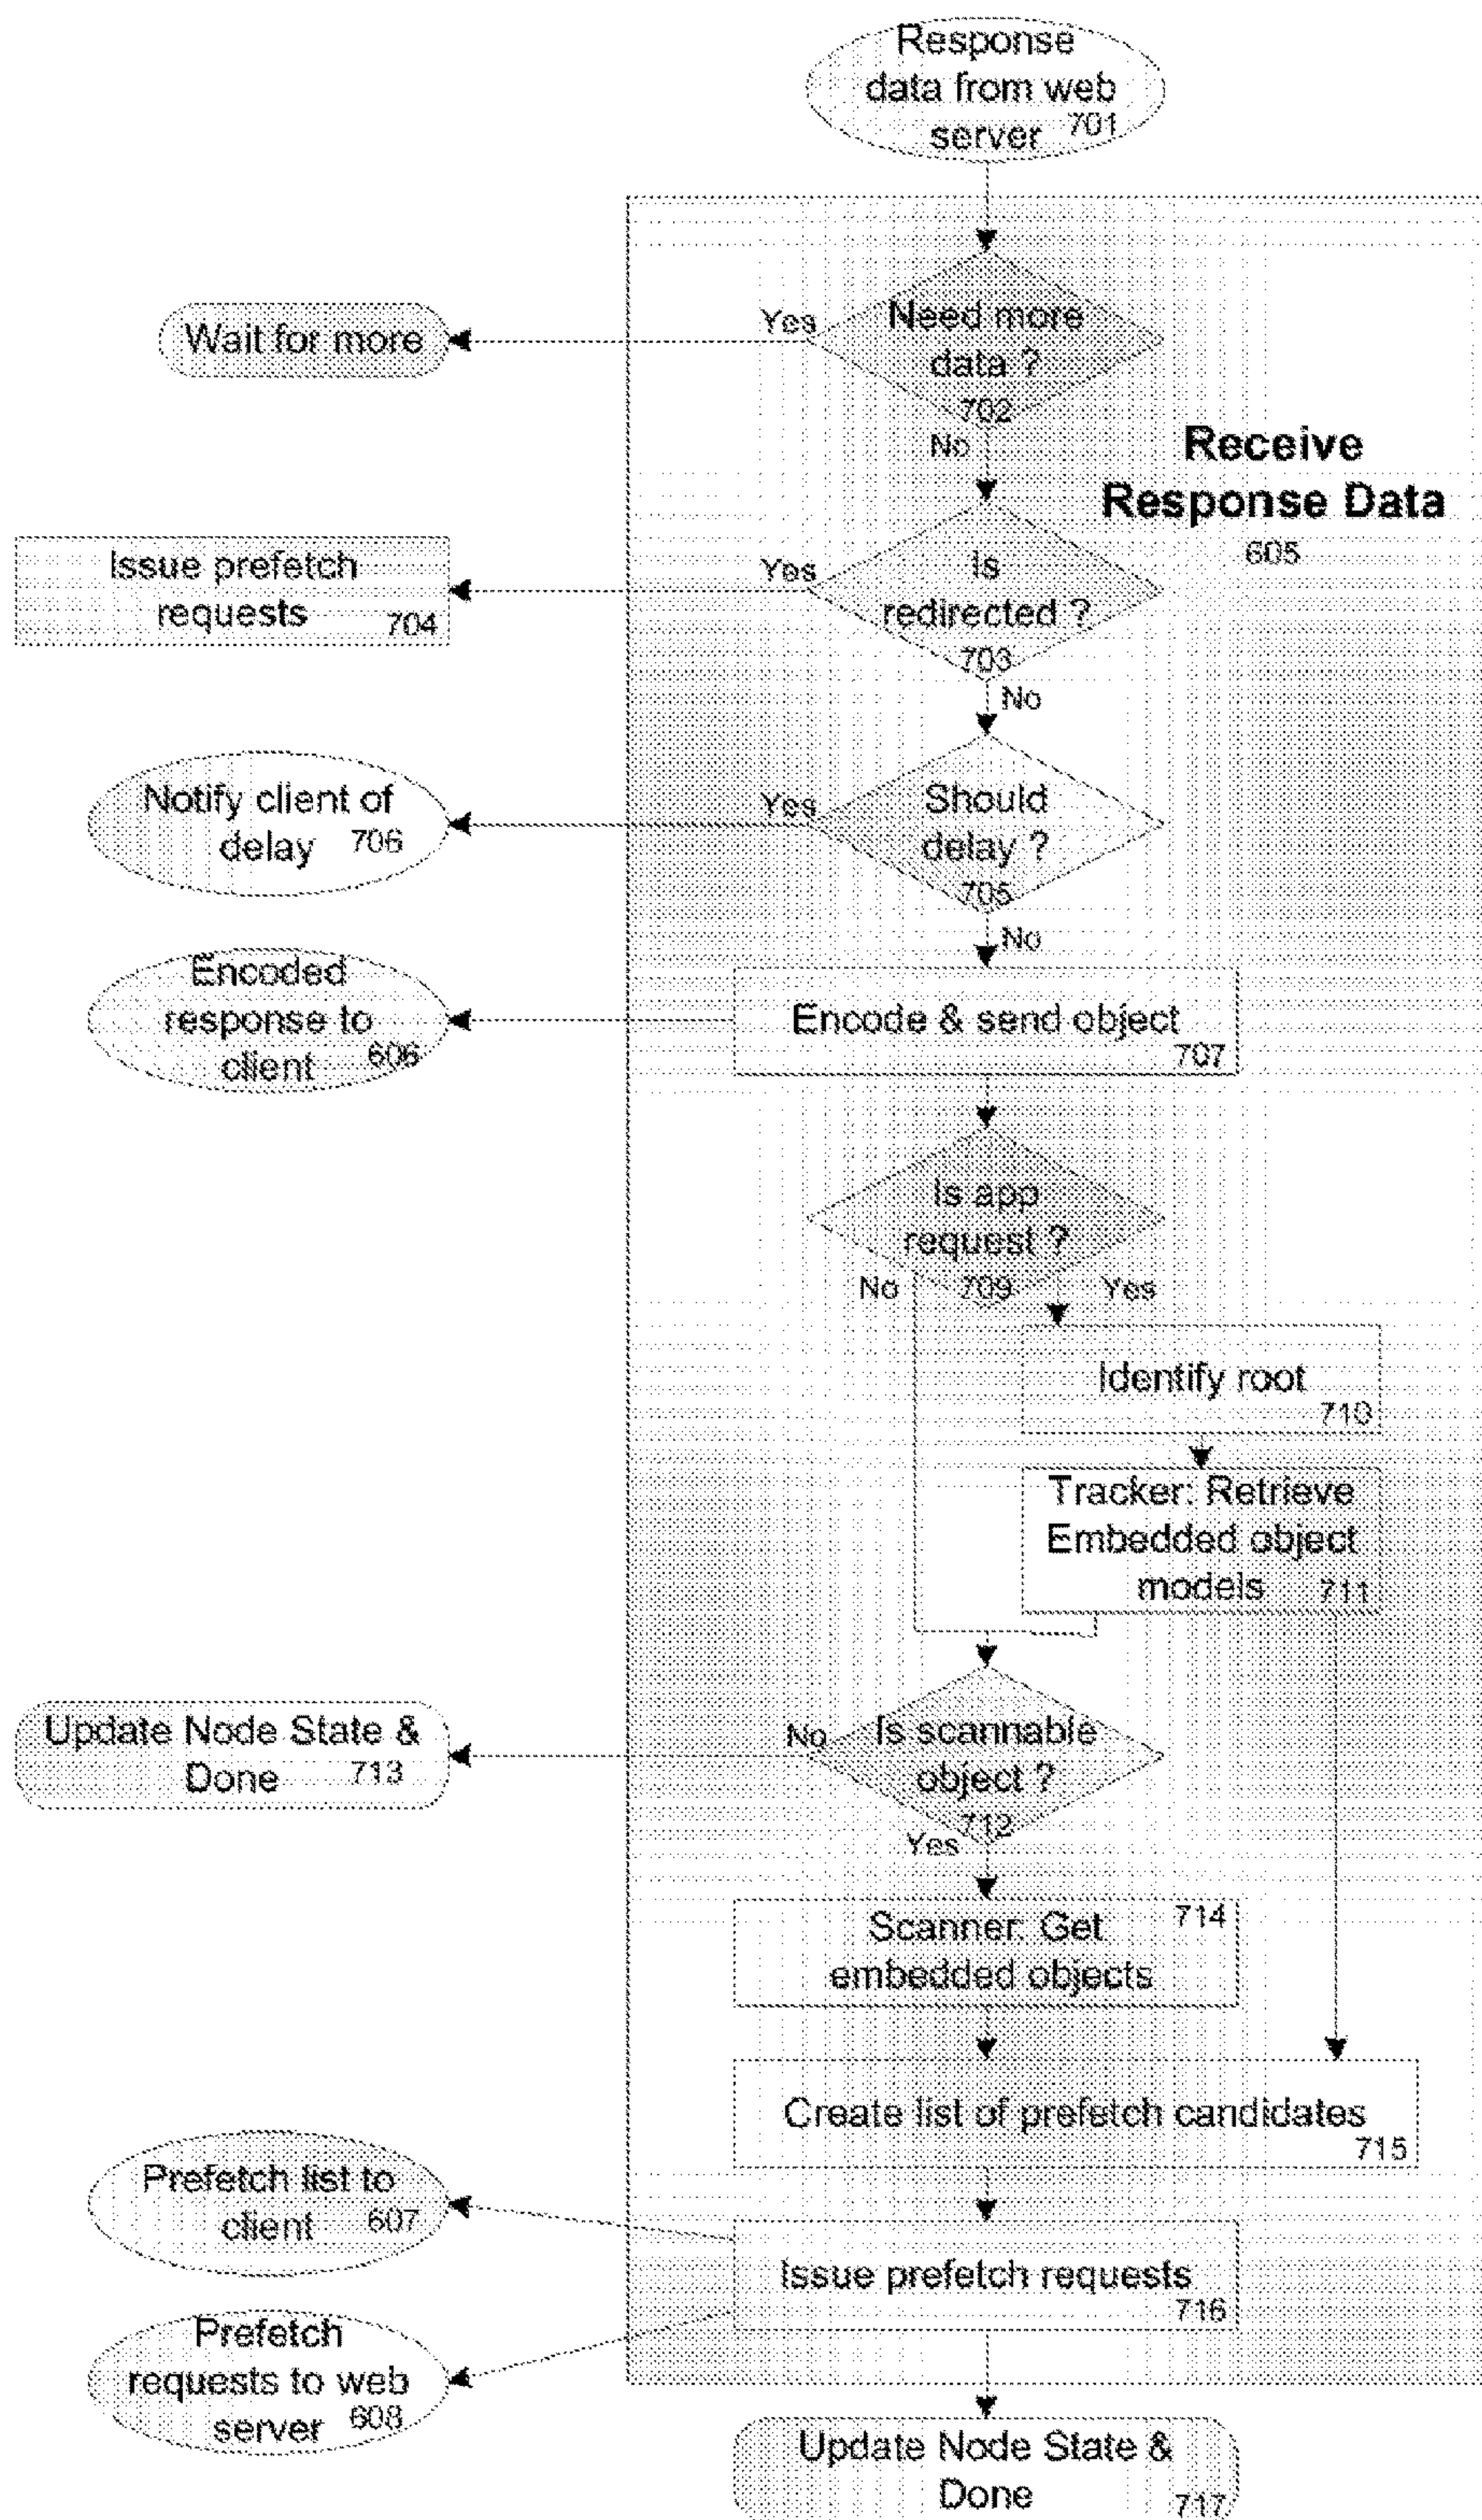 Response
data from web
server 701
Need more
data ?
702
Yes
Wait for more
No
Receive
Response Data
605
Is
redirected ?
703
Yes
Issue prefetch
requests 704
No
Should
delay ?
705
Yes
Notify client of
delay 706
No
Encode & send object
707
Encoded
response to
client 606
Is app
request ?
709
No
Yes
Identify root
710
Tracker: Retrieve
Embedded object
models 711
Is scannable
object ?
712
No
Update Node State &
Done 713
Yes
Scanner: Get 714
embedded objects
Create list of prefetch candidates
715
Prefetch list to
client 607
Issue prefetch requests
716
Prefetch
requests to web
server 608
Update Node State &
Done 717